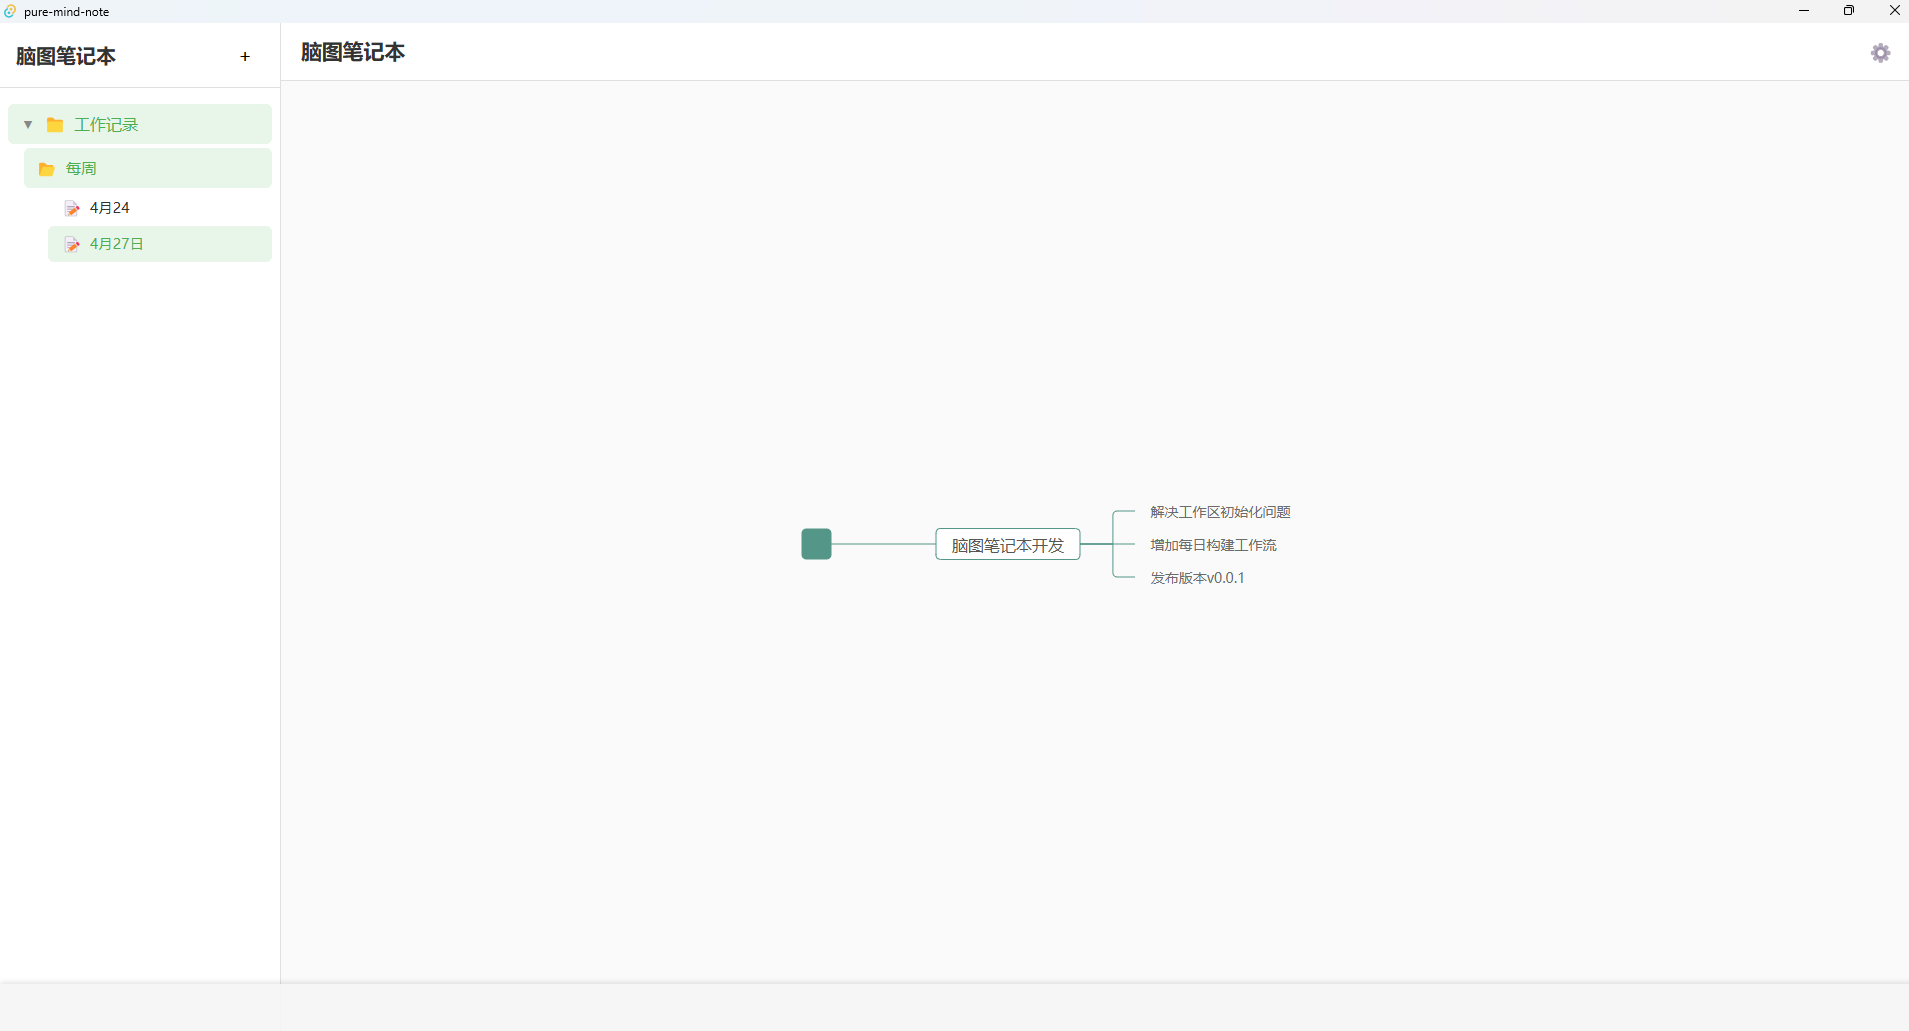 pure-mind-note
脑图笔记本
+
脑图笔记本
工作记录
每周
4月24
4月27日
脑图笔记本开发
解决工作区初始化问题
增加每日构建工作流
发布版本v0.0.1